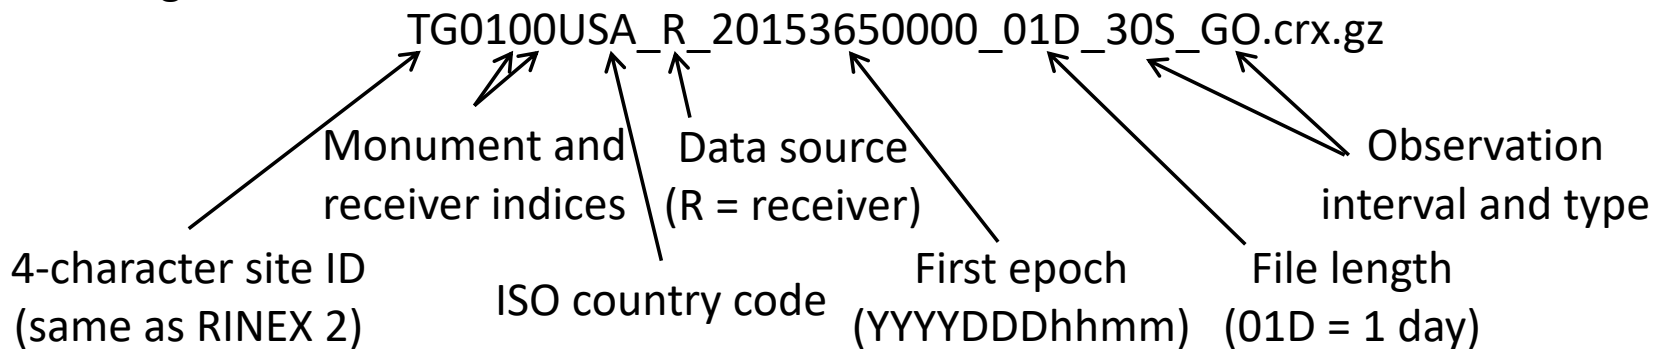 TG0100USA_R_20153650000_01D_30S_GO.crx.gz
Monument and
receiver indices
Data source
(R = receiver)
Observation
interval and type
4-character site ID
(same as RINEX 2)
ISO country code
First epoch
(YYYYDDDhhmm)
File length
(01D = 1 day)